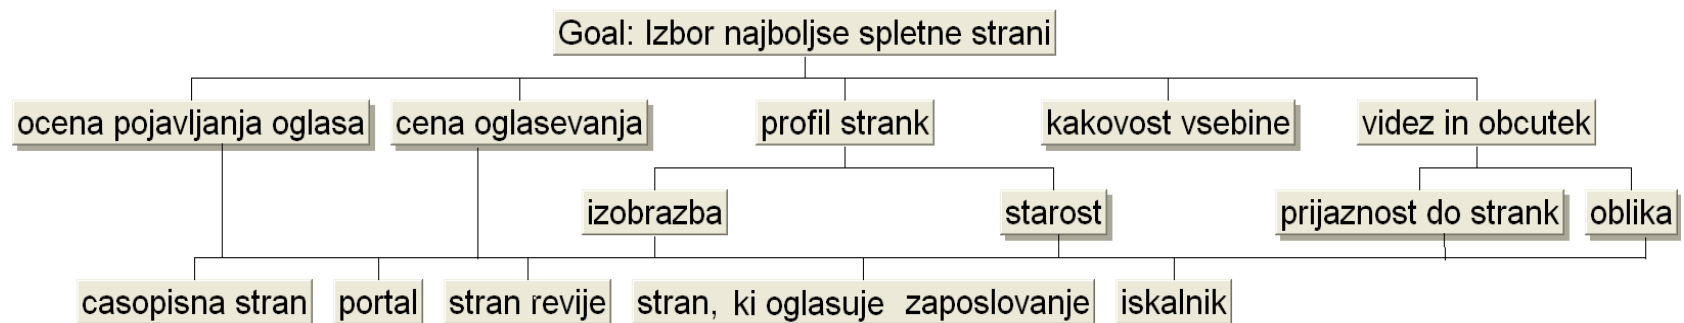 Goal: Izbor najboljse spletne strani
ocena pojavljanja oglasa
cena oglasevanja
profil strank
kakovost vsebine
videz in obcutek
izobrazba
starost
prijaznost do strank
oblika
casopisna stran
portal
stran revije
stran, ki oglasuje zaposlovanje
iskalnik